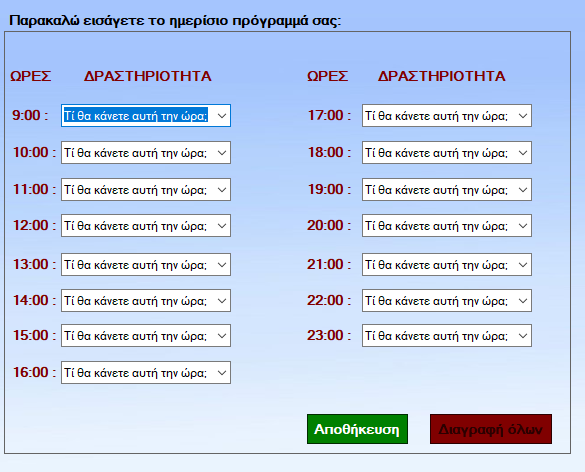 Παρακαλώ εισάγετε το ημερίσιο πρόγραμμά σας:
ΩΡΕΣ ΔΡΑΣΤΗΡΙΟΤΗΤΑ
9:00 : Τί θα κάνετε αυτή την ώρα;
10:00 : Τί θα κάνετε αυτή την ώρα;
11:00 : Τί θα κάνετε αυτή την ώρα;
12:00 : Τί θα κάνετε αυτή την ώρα;
13:00 : Τί θα κάνετε αυτή την ώρα;
14:00 : Τί θα κάνετε αυτή την ώρα;
15:00 : Τί θα κάνετε αυτή την ώρα;
16:00 : Τί θα κάνετε αυτή την ώρα;
ΩΡΕΣ ΔΡΑΣΤΗΡΙΟΤΗΤΑ
17:00 : Τί θα κάνετε αυτή την ώρα;
18:00 : Τί θα κάνετε αυτή την ώρα;
19:00 : Τί θα κάνετε αυτή την ώρα;
20:00 : Τί θα κάνετε αυτή την ώρα;
21:00 : Τί θα κάνετε αυτή την ώρα;
22:00 : Τί θα κάνετε αυτή την ώρα;
23:00 : Τί θα κάνετε αυτή την ώρα;
Αποθήκευση Διαγραφή όλων